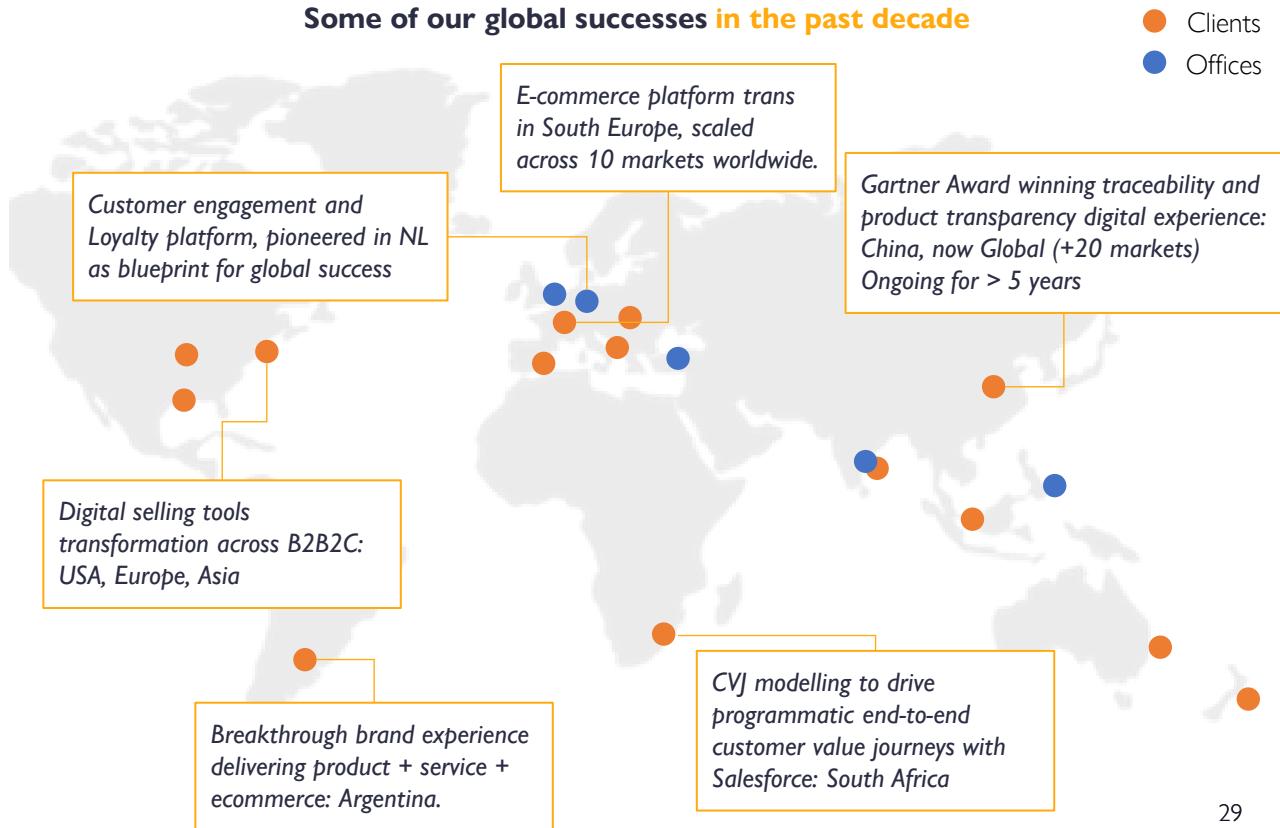 Some of our global successes in the past decade
Clients
Offices
E-commerce platform trans
in South Europe, scaled
across 10 markets worldwide.
Gartner Award winning traceability and
product transparency digital experience:
China, now Global (+20 markets)
Ongoing for > 5 years
Customer engagement and
Loyalty platform, pioneered in NL
as blueprint for global success
Digital selling tools
transformation across B2B2C:
USA, Europe, Asia
CVJ modelling to drive
programmatic end-to-end
customer value journeys with
Salesforce: South Africa
Breakthrough brand experience
delivering product + service +
ecommerce: Argentina.
29